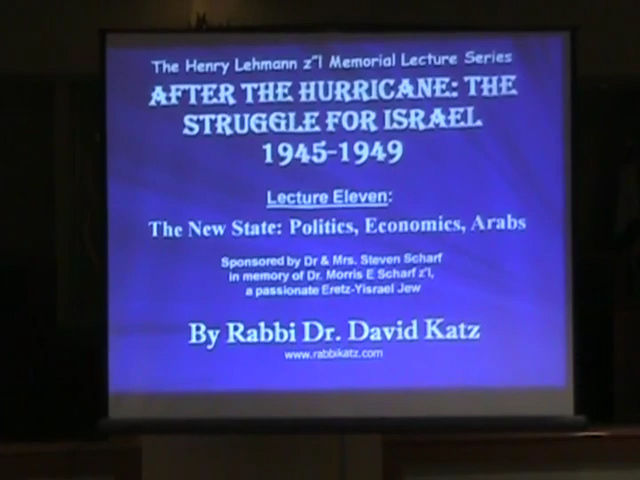 The Henry Lehmann z"l Memorial Lecture Series
AFTER THE HURRICANE: THE
STRUGGLE FOR ISRAEL
1945-1949
Lecture Eleven:
The New State: Politics, Economics, Arabs
Sponsored by Dr & Mrs. Steven Scharf
in memory of Dr. Morris E Scharf z"l,
a passionate Eretz-Yisrael Jew
By Rabbi Dr. David Katz
www.rabbikatz.com